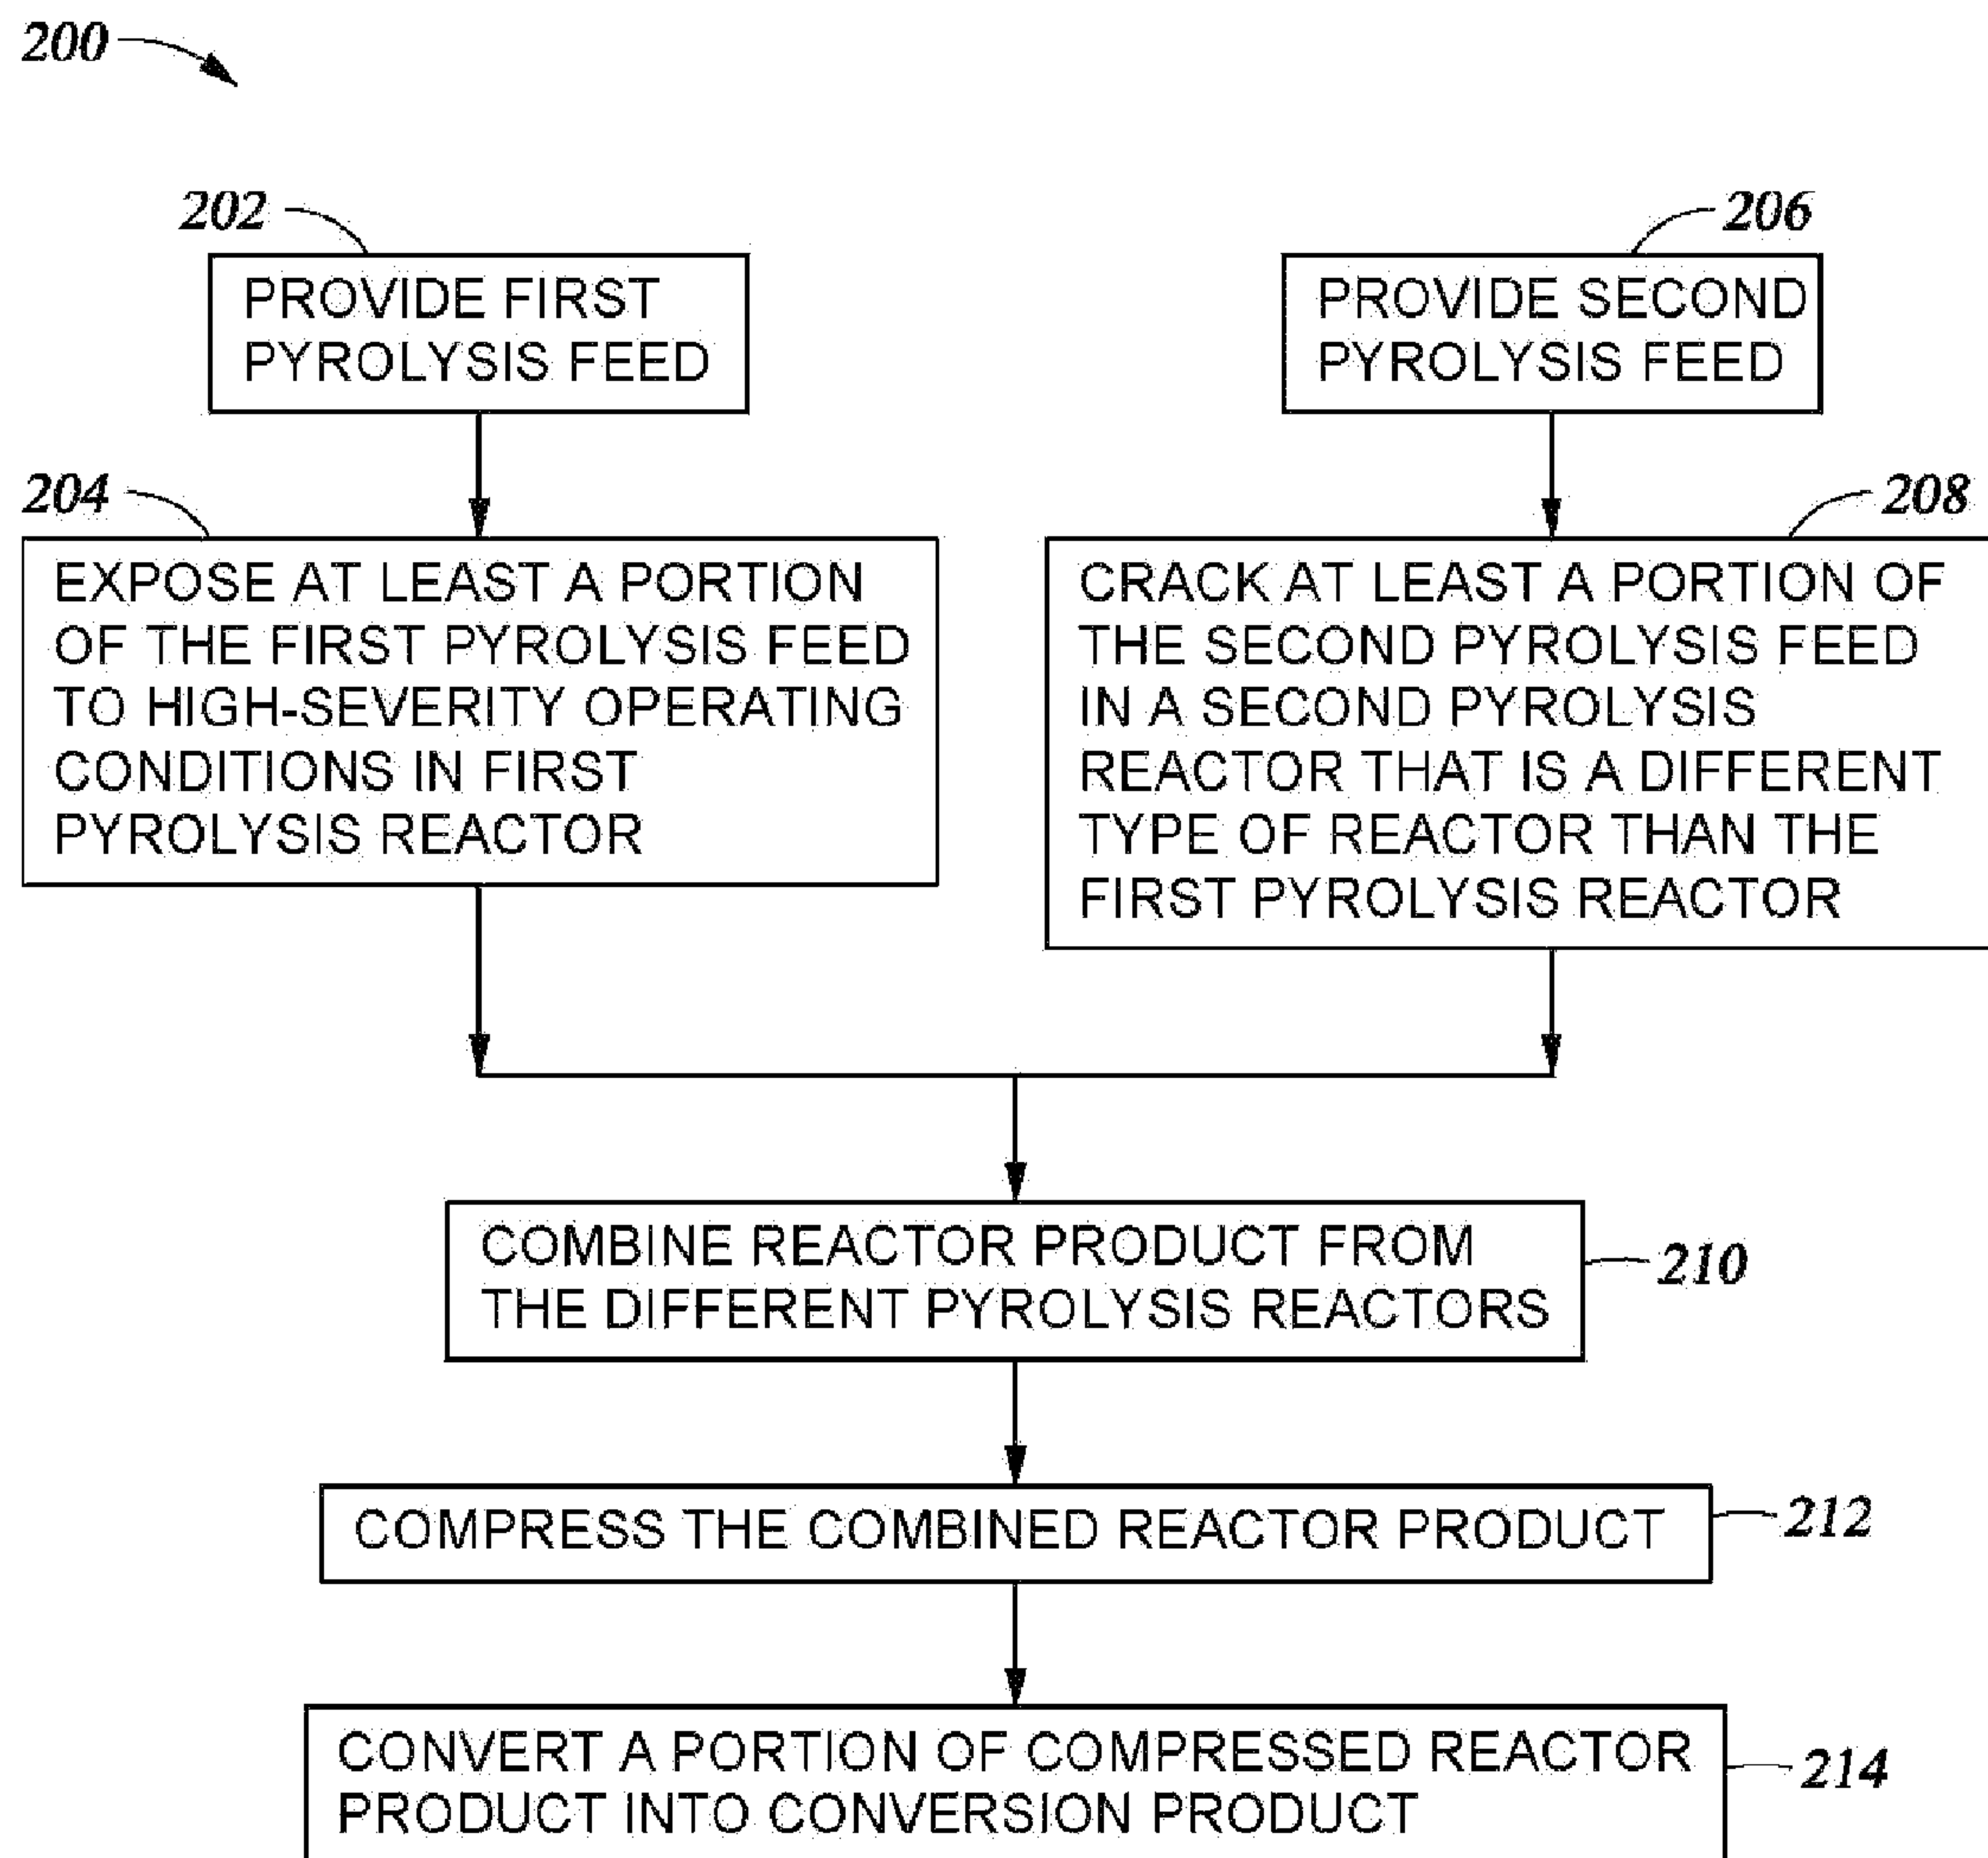 200
202
PROVIDE FIRST
PYROLYSIS FEED
206
PROVIDE SECOND
PYROLYSIS FEED
204
EXPOSE AT LEAST A PORTION
OF THE FIRST PYROLYSIS FEED
TO HIGH-SEVERITY OPERATING
CONDITIONS IN FIRST
PYROLYSIS REACTOR
208
CRACK AT LEAST A PORTION OF
THE SECOND PYROLYSIS FEED
IN A SECOND PYROLYSIS
REACTOR THAT IS A DIFFERENT
TYPE OF REACTOR THAN THE
FIRST PYROLYSIS REACTOR
COMBINE REACTOR PRODUCT FROM
THE DIFFERENT PYROLYSIS REACTORS
210
COMPRESS THE COMBINED REACTOR PRODUCT
212
CONVERT A PORTION OF COMPRESSED REACTOR
PRODUCT INTO CONVERSION PRODUCT
214